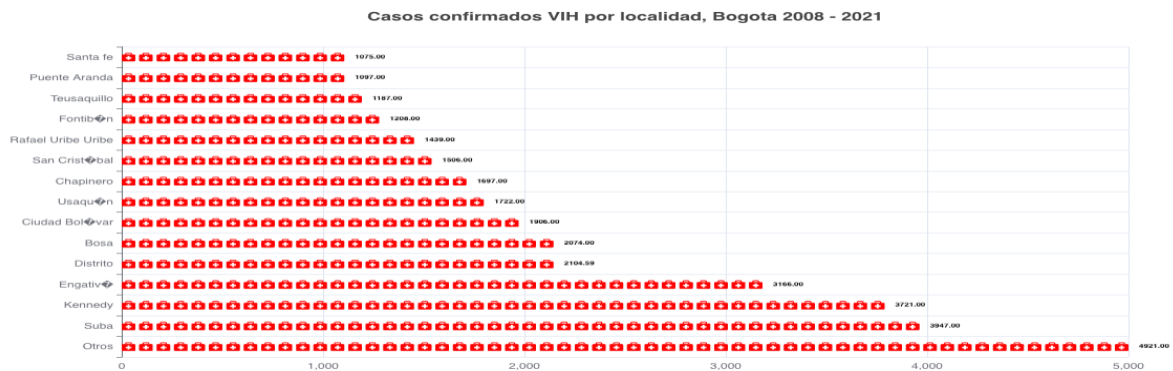 Casos confirmados VIH por localidad, Bogota 2008 - 2021
Santa fe 1075.00
Puente Aranda 1097.00
Teusaquillo 1187.00
Fontib�n 1208.00
Rafael Uribe Uribe 1439.00
San Crist�bal 1506.00
Chapinero 1697.00
Usaqu�n 1722.00
Ciudad Bol�var 1906.00
Bosa 2074.00
Distrito 2104.59
Engativ� 3166.00
Kennedy 3721.00
Suba 3947.00
Otros 4921.00
0 1,000 2,000 3,000 4,000 5,000